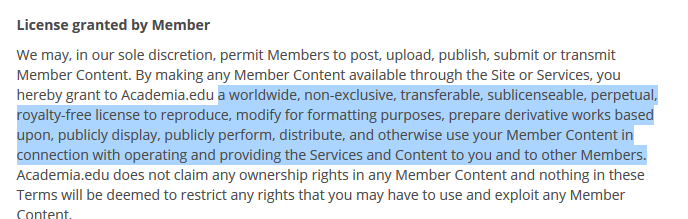 License granted by Member
We may, in our sole discretion, permit Members to post, upload, publish, submit or transmit
Member Content. By making any Member Content available through the Site or Services, you
hereby grant to Academia.edu a worldwide, non-exclusive, transferable, sublicenseable, perpetual,
royalty-free license to reproduce, modify for formatting purposes, prepare derivative works based
upon, publicly display, publicly perform, distribute, and otherwise use your Member Content in
connection with operating and providing the Services and Content to you and to other Members.
Academia.edu does not claim any ownership rights in any Member Content and nothing in these
Terms will be deemed to restrict any rights that you may have to use and exploit any Member
Content.